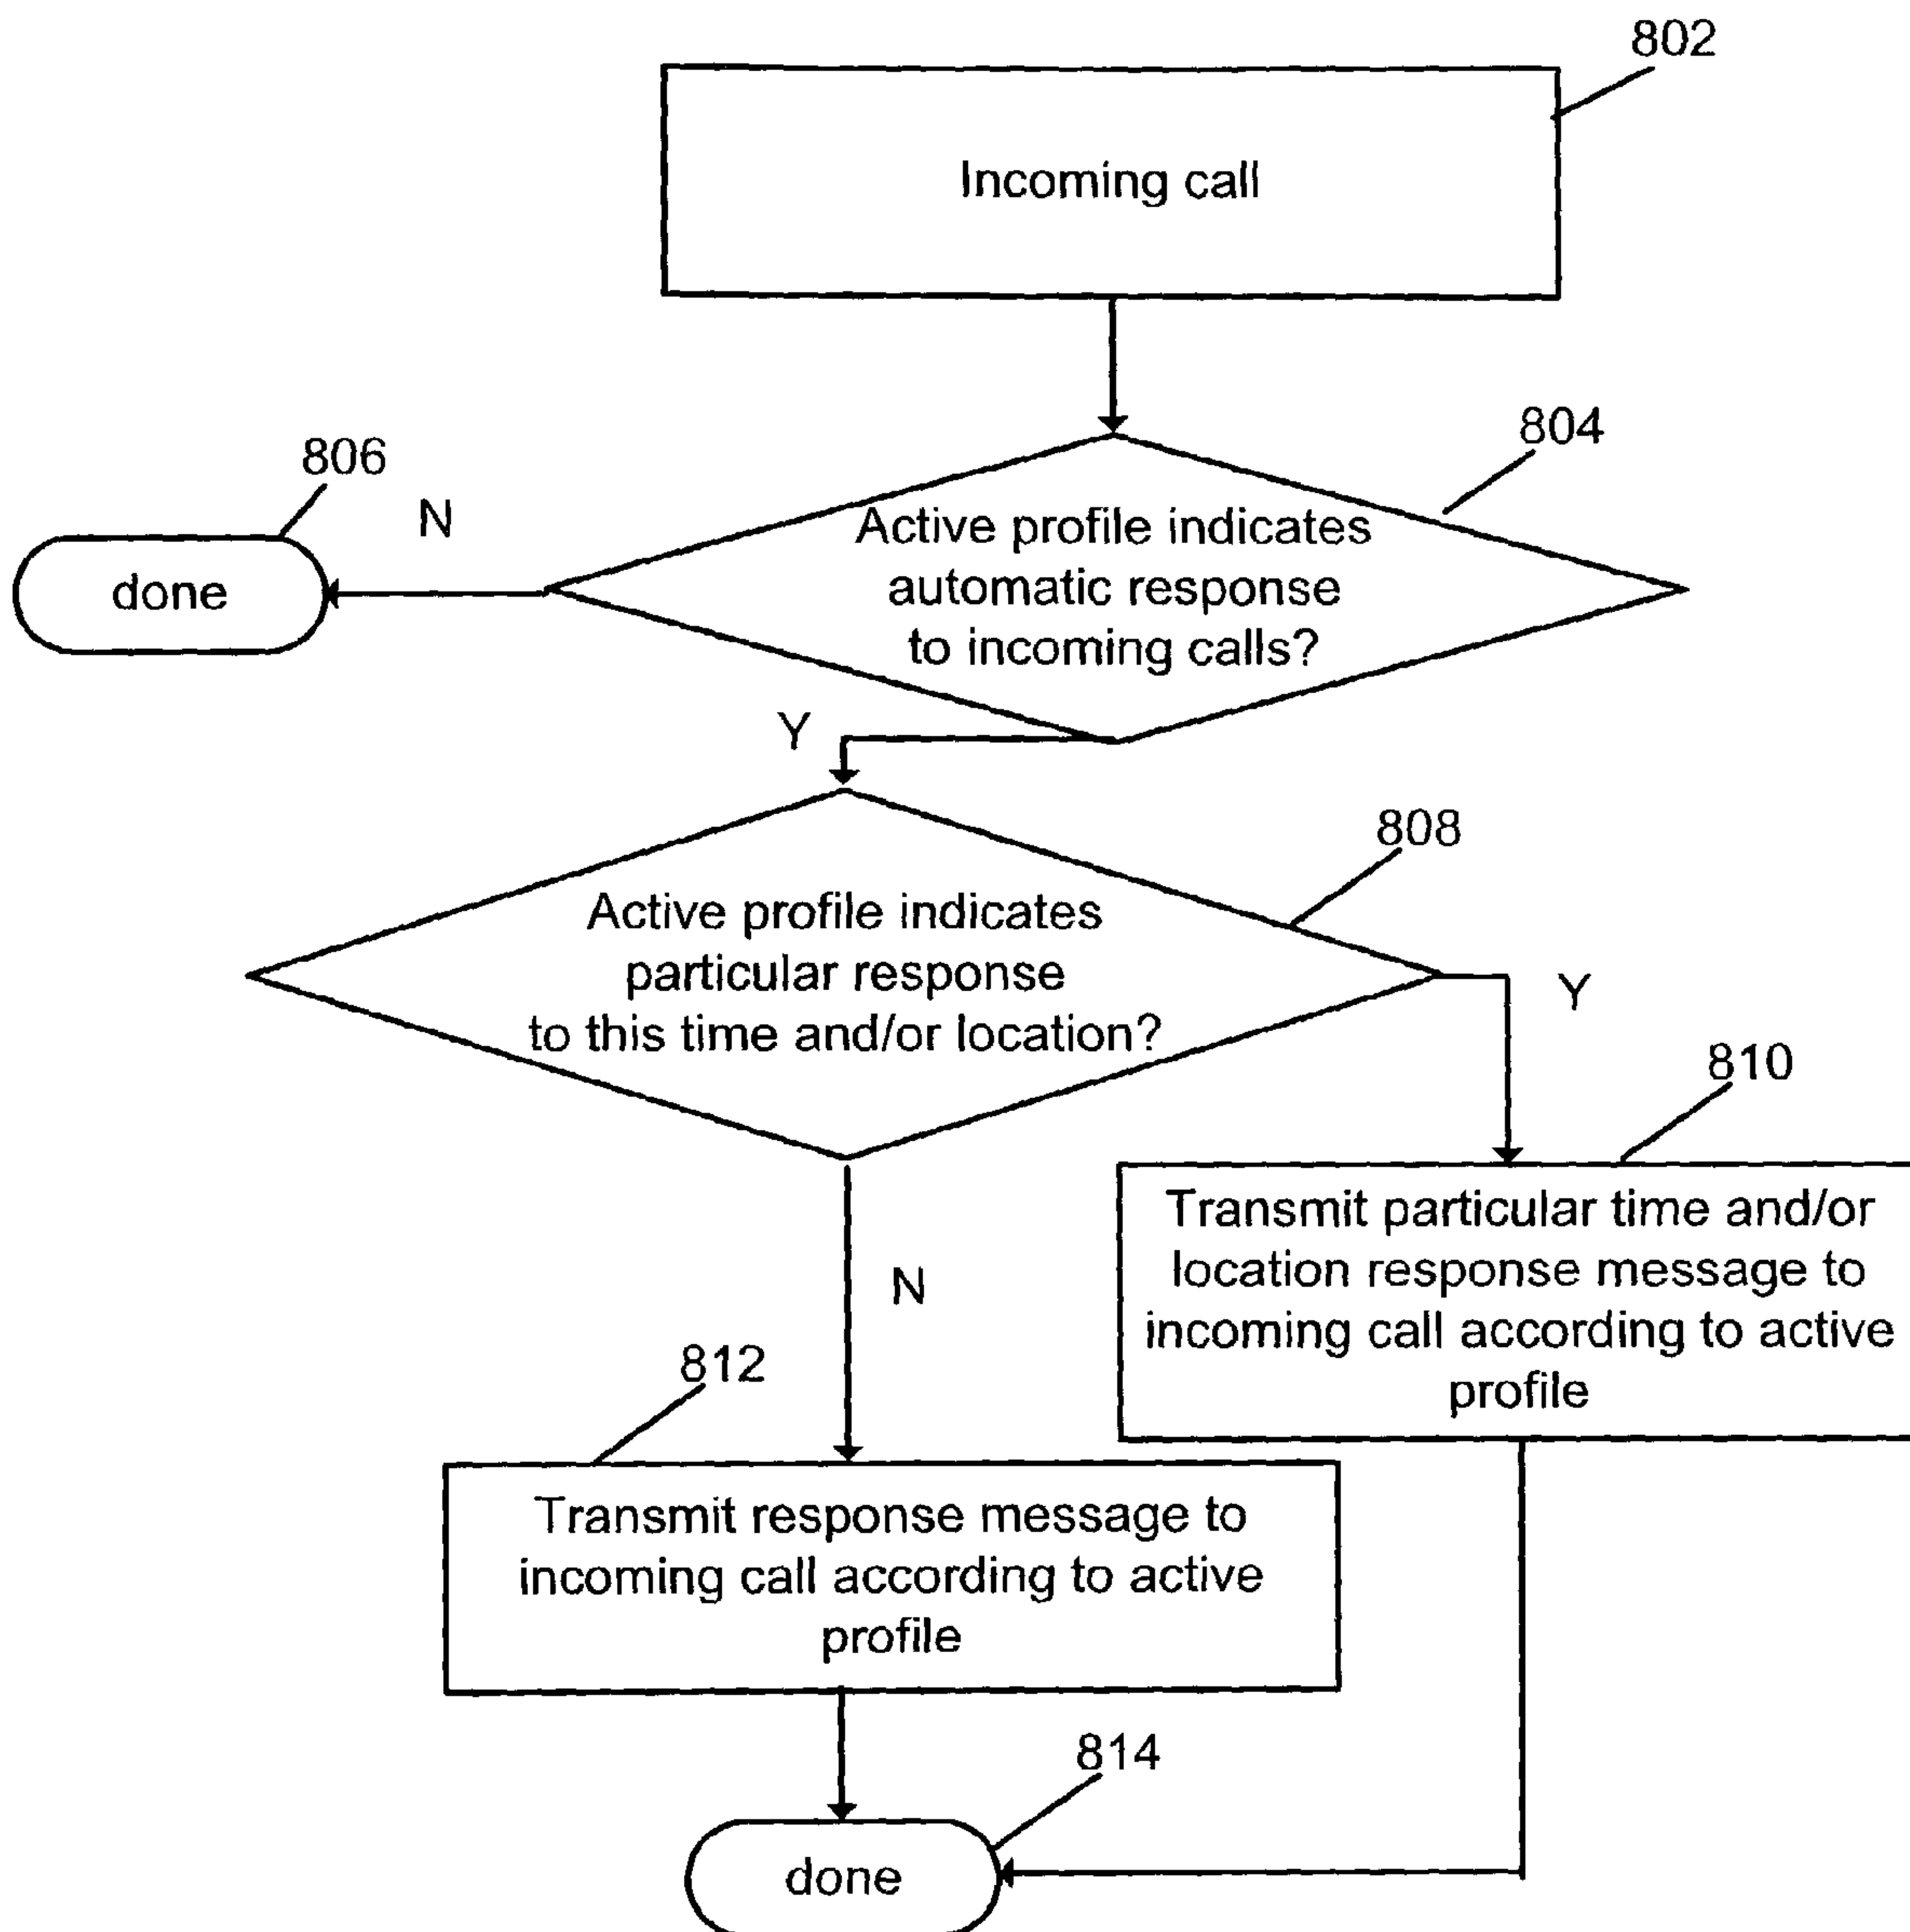 802
Incoming call
804
806
N
Active profile indicates
automatic response
to incoming calls?
done
Y
808
Active profile indicates
particular response
to this time and/or location?
Y
810
Transmit particular time and/or
location response message to
incoming call according to active
profile
N
812
Transmit response message to
incoming call according to active
profile
814
done